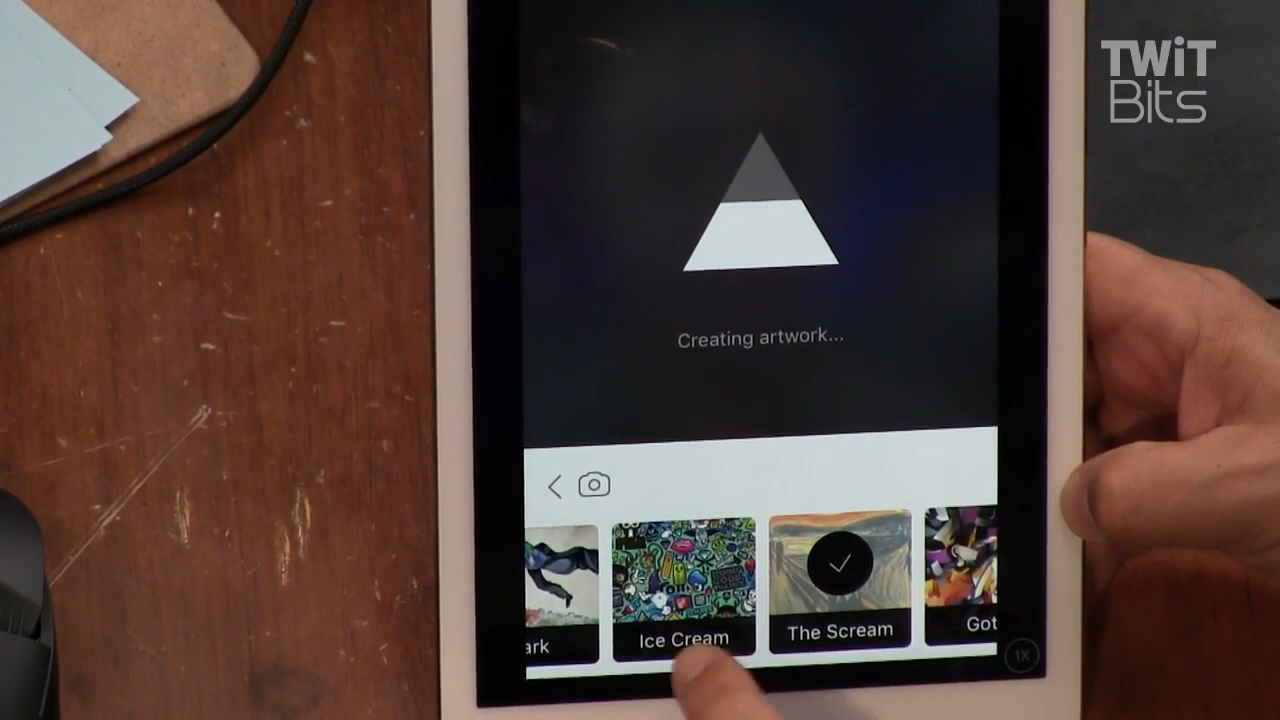 TWiT
Bits
Creating artwork...
ark
Ice Cream
The Scream
Got
1X